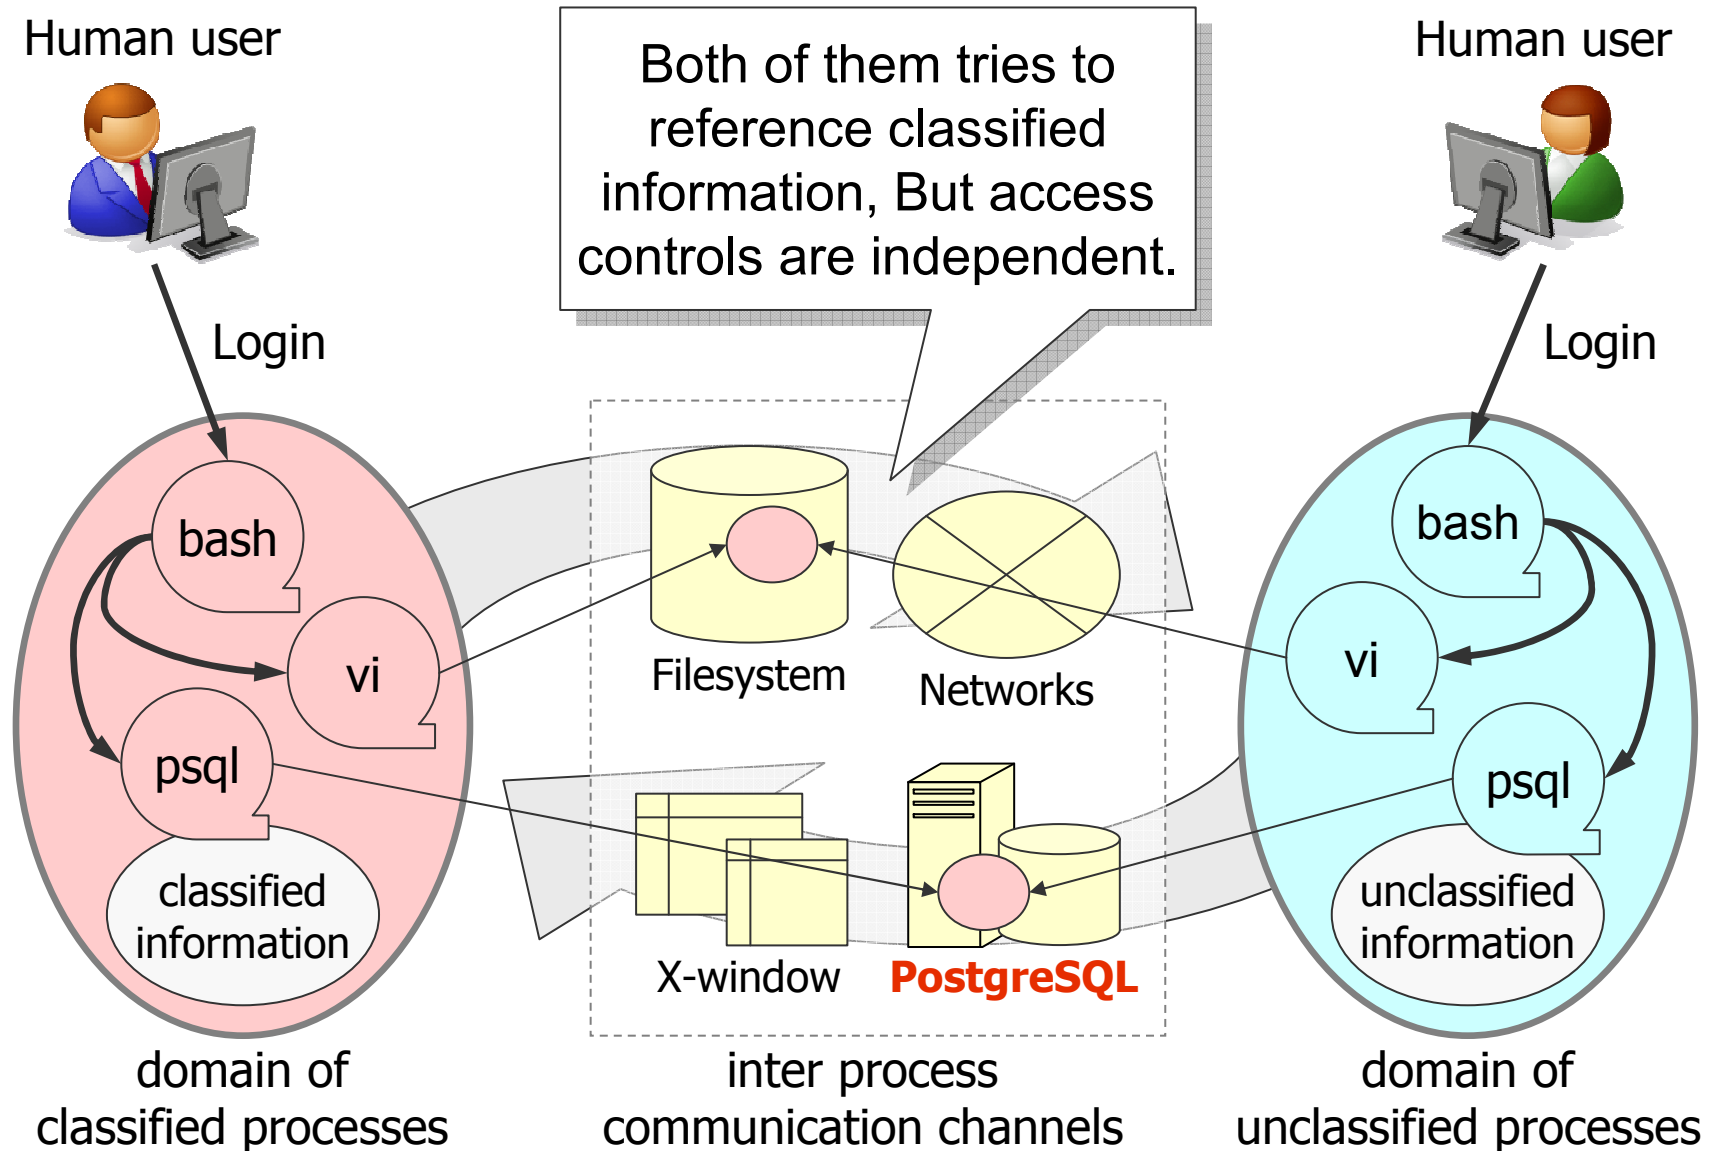 Human user
Both of them tries to
reference classified
information, But access
controls are independent.
Human user
Login
Login
bash
vi
psql
classified
information
Filesystem
Networks
X-window
PostgreSQL
bash
vi
psql
unclassified
information
domain of
classified processes
inter process
communication channels
domain of
unclassified processes